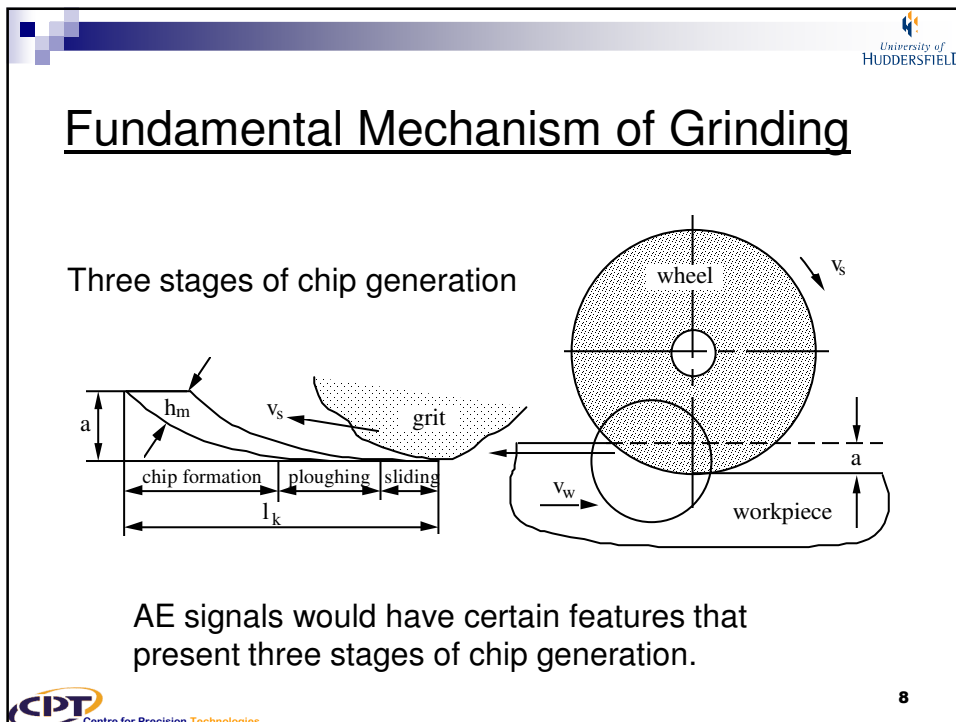 University of
HUDDERSFIELD
Fundamental Mechanism of Grinding
Three stages of chip generation
wheel
vs
hm
vs
grit
a
a
chip formation
ploughing
sliding
vw
lk
workpiece
AE signals would have certain features that
present three stages of chip generation.
CPT
Centre for Precision Technologies
8